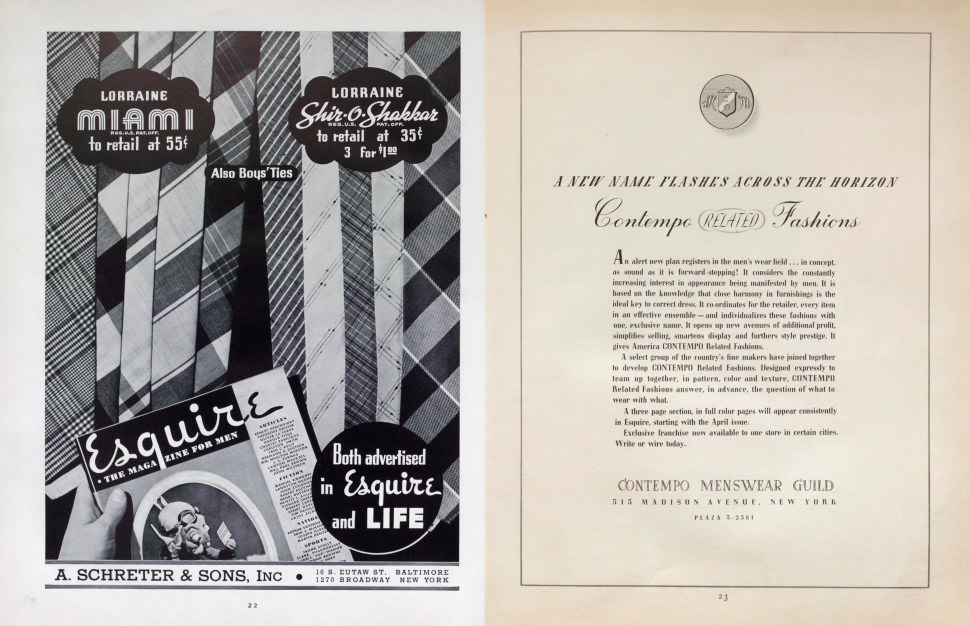 LORRAINE
MIAMI
REG. U.S. PAT. OFF.
to retail at 55¢
LORRAINE
Shir-O-Shakkar
REG. U.S. PAT. OFF.
to retail at 35¢
3 for $1.00
Also Boys' Ties
Esquire
• THE MAGAZINE FOR MEN
ARTICLES
FICTION
SPORTS
Both advertised
in Esquire
and LIFE
A. SCHRETER & SONS, INC •
16 S. EUTAW ST. BALTIMORE
1270 BROADWAY NEW YORK
22
A NEW NAME FLASHES ACROSS THE HORIZON
Contempo RELATED Fashions
An alert new plan registers in the men's wear field . . . in concept,
as sound as it is forward-stepping! It considers the constantly
increasing interest in appearance being manifested by men. It is
based on the knowledge that close harmony in furnishings is the
ideal key to correct dress. It co-ordinates for the retailer, every item
in an effective ensemble — and individualizes these fashions with
one, exclusive name. It opens up new avenues of additional profit,
simplifies selling, smartens display and furthers style prestige. It
gives America CONTEMPO Related Fashions.
A select group of the country's fine makers have joined together
to develop CONTEMPO Related Fashions. Designed expressly to
team up together, in pattern, color and texture, CONTEMPO
Related Fashions answer, in advance, the question of what to
wear with what.
A three page section, in full color pages will appear consistently
in Esquire, starting with the April issue.
Exclusive franchise now available to one store in certain cities.
Write or wire today.
CONTEMPO MENSWEAR GUILD
515 MADISON AVENUE, NEW YORK
PLAZA 5-2581
23